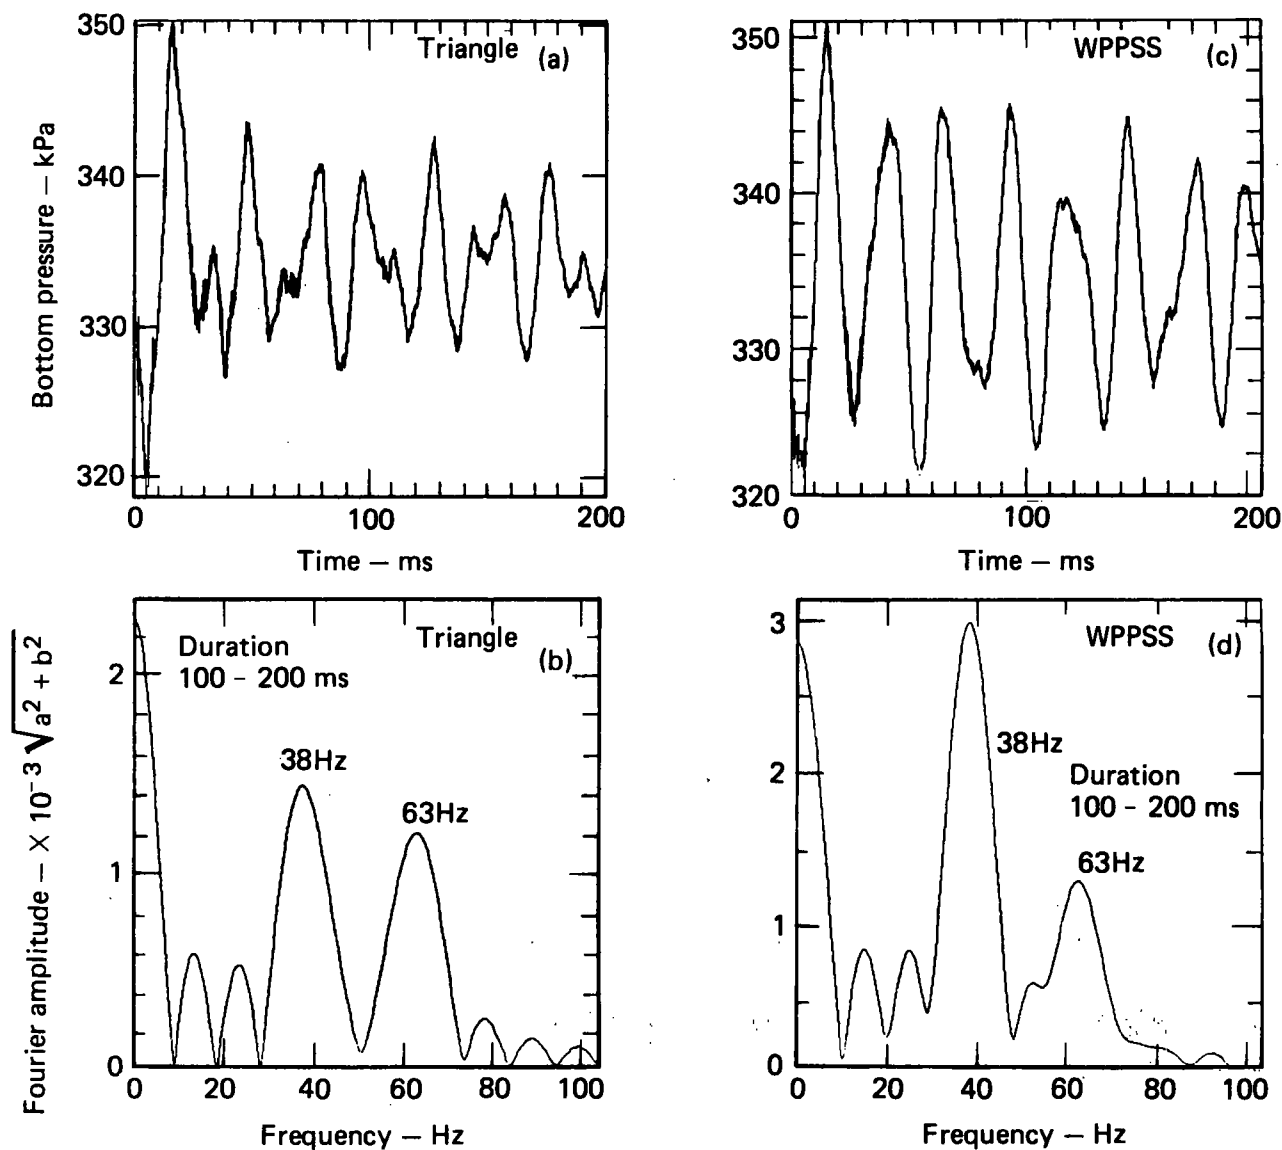 350
340
330
320
Bottom pressure — kPa
Triangle (a)
0 100 200
Time — ms
350
340
330
320
WPPSS (c)
0 100 200
Time — ms
2
1
0
Fourier amplitude — X 10⁻³ √a² + b²
Duration
100 - 200 ms
Triangle
(b)
38Hz
63Hz
0 20 40 60 80 100
Frequency — Hz
3
2
1
0
WPPSS (d)
38Hz
Duration
100 - 200 ms
63Hz
0 20 40 60 80 100
Frequency — Hz